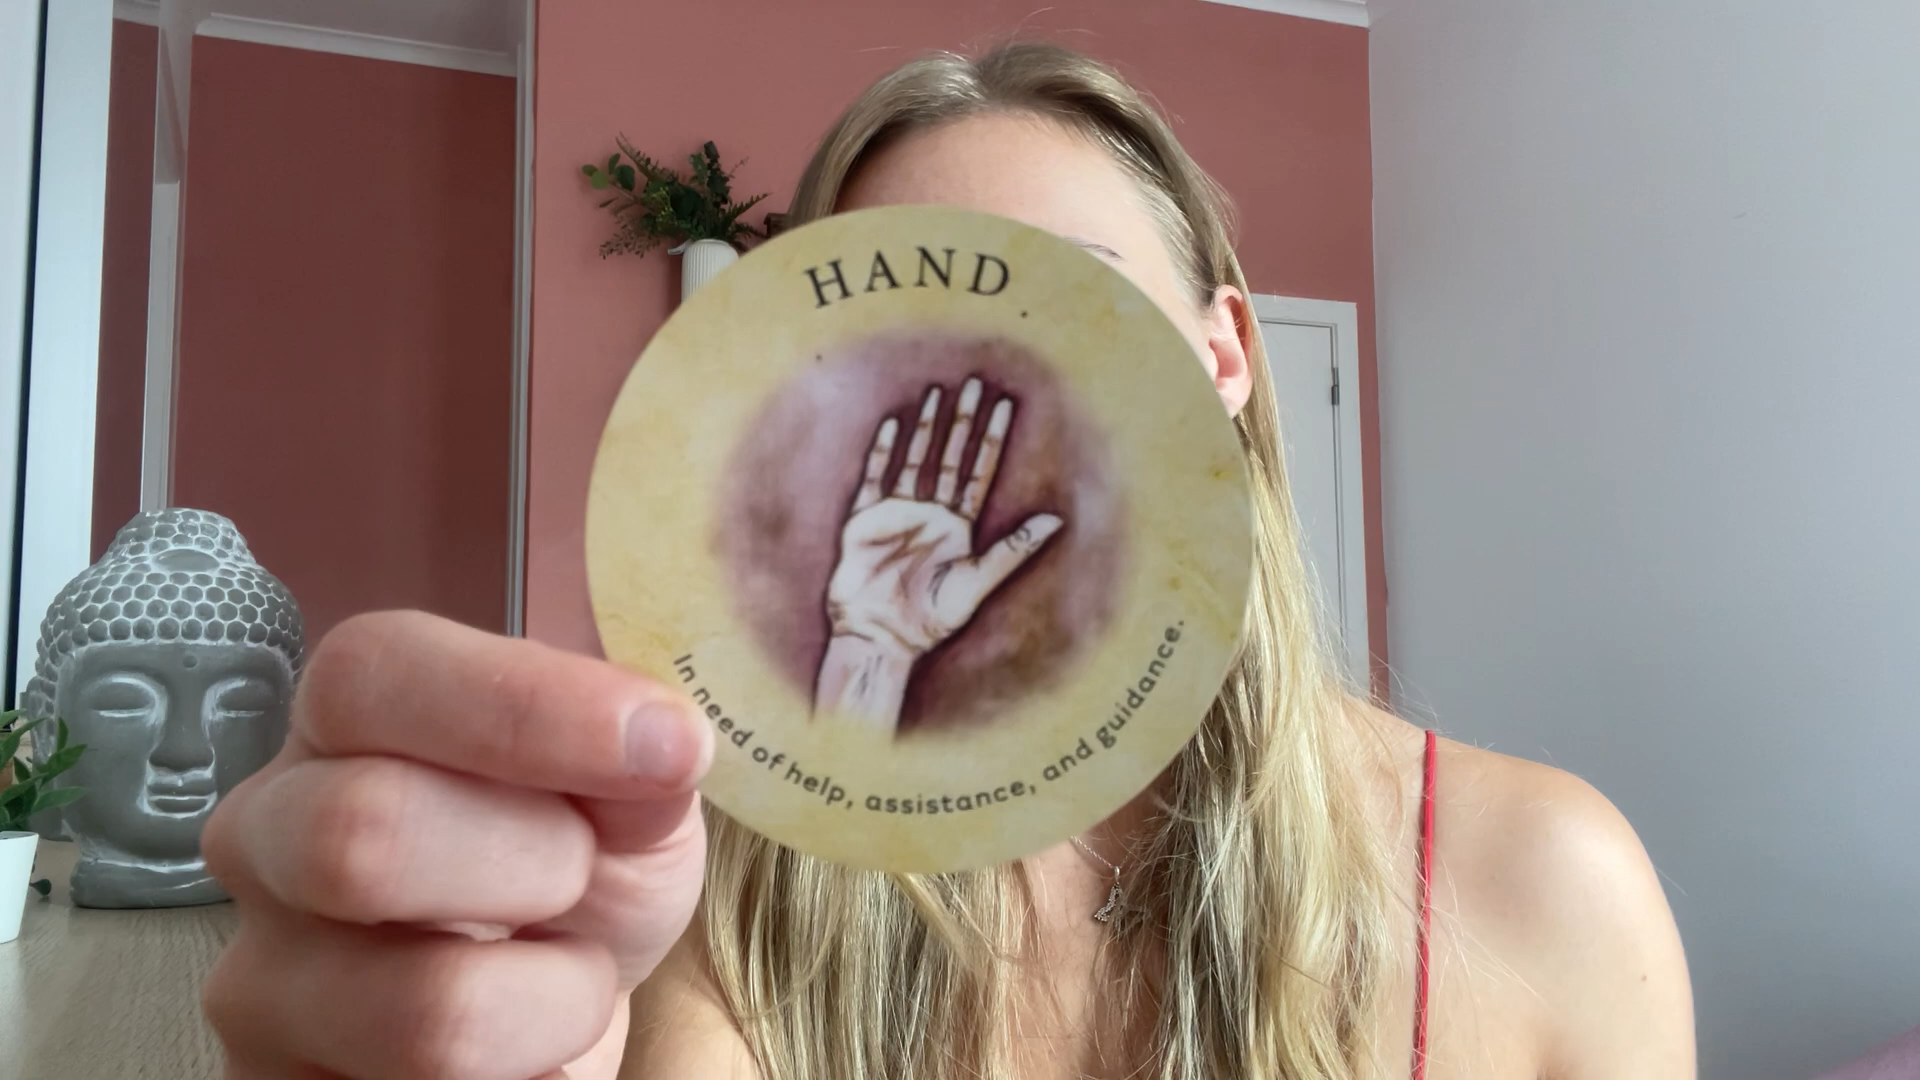 HAND
In need of help, assistance, and guidance.